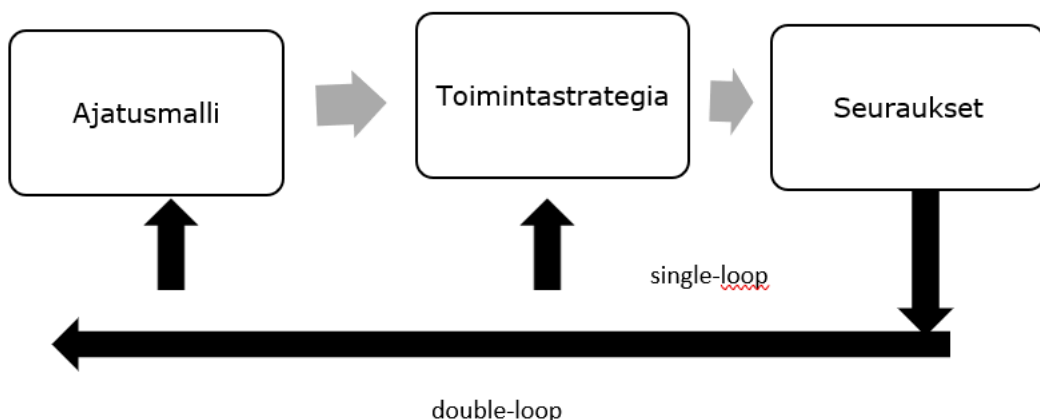 Ajatusmalli
Toimintastrategia
Seuraukset
single-loop
double-loop